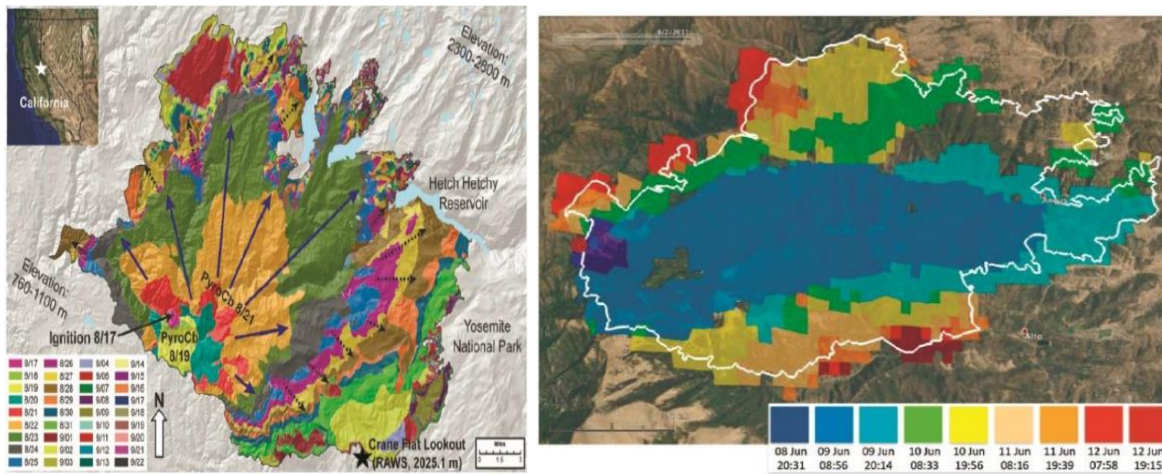 California
Elevation:
2300-2800 m
Hetch Hetchy
Reservoir
Elevation:
760-1100 m
PyroCb 8/21
Ignition 8/17
PyroCb
8/19
Yosemite
National Park
N
Crane Flat Lookout
(RAWS, 2025.1 m)
Miles
0 1.5 3
8/17 8/26 9/04 9/14
8/18 8/27 9/06 9/15
8/19 8/28 9/07 9/16
8/20 8/29 9/08 9/17
8/21 8/30 9/09 9/18
8/22 8/31 9/10 9/19
8/23 9/01 9/11 9/20
8/24 9/02 9/12 9/21
8/25 9/03 9/13 9/22
08 Jun 09 Jun 09 Jun 10 Jun 10 Jun 11 Jun 11 Jun 12 Jun 12 Jun
20:31 08:56 20:14 08:33 19:56 08:16 19:39 07:58 19:21